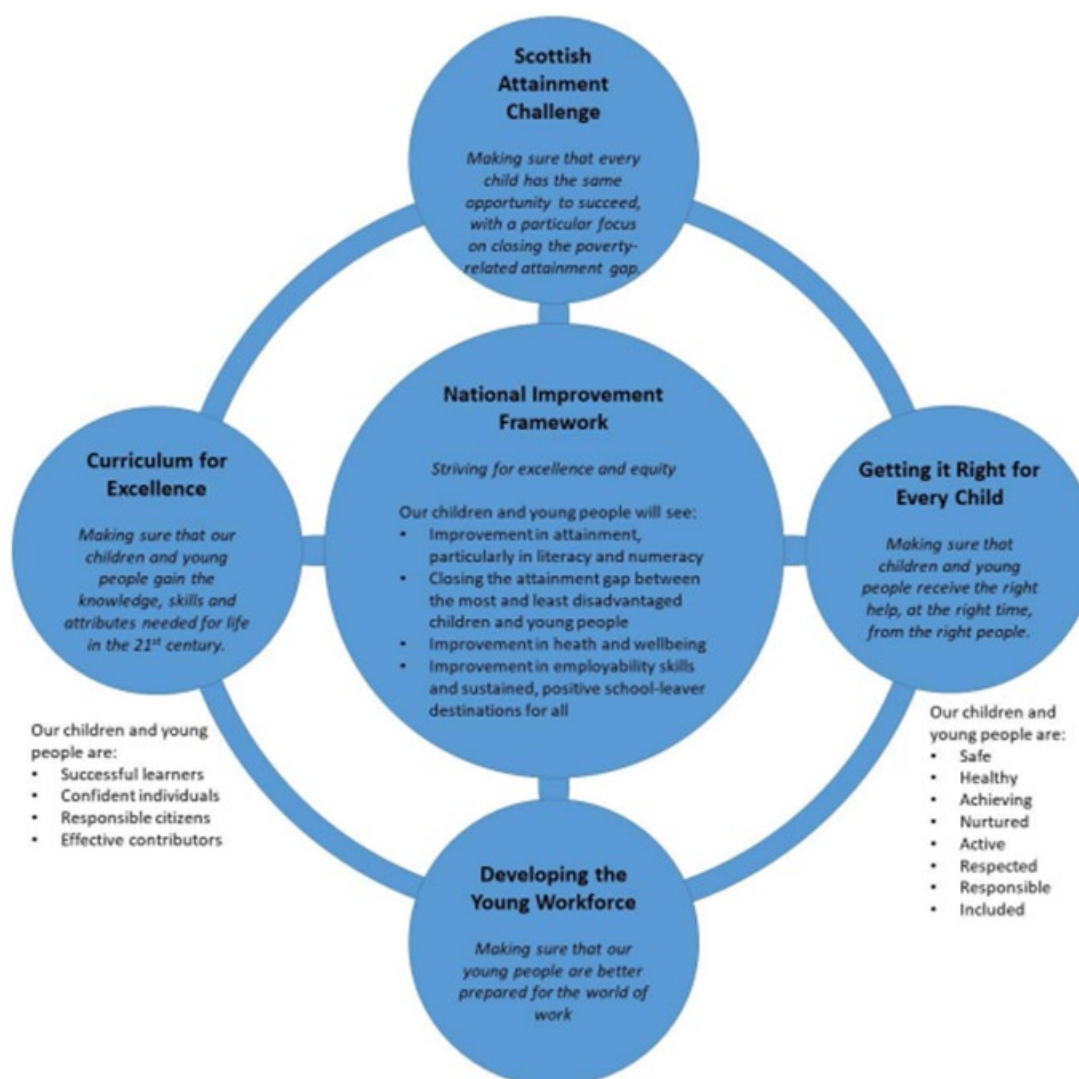 Scottish
Attainment
Challenge
Making sure that every
child has the same
opportunity to succeed,
with a particular focus
on closing the poverty-
related attainment gap.
National Improvement
Framework
Striving for excellence and equity
Our children and young people will see:
• Improvement in attainment,
particularly in literacy and numeracy
• Closing the attainment gap between
the most and least disadvantaged
children and young people
• Improvement in heath and wellbeing
• Improvement in employability skills
and sustained, positive school-leaver
destinations for all
Curriculum for
Excellence
Making sure that our
children and young
people gain the
knowledge, skills and
attributes needed for life
in the 21st century.
Our children and young
people are:
• Successful learners
• Confident individuals
• Responsible citizens
• Effective contributors
Getting it Right for
Every Child
Making sure that
children and young
people receive the right
help, at the right time,
from the right people.
Our children and
young people are:
• Safe
• Healthy
• Achieving
• Nurtured
• Active
• Respected
• Responsible
• Included
Developing the
Young Workforce
Making sure that our
young people are better
prepared for the world of
work